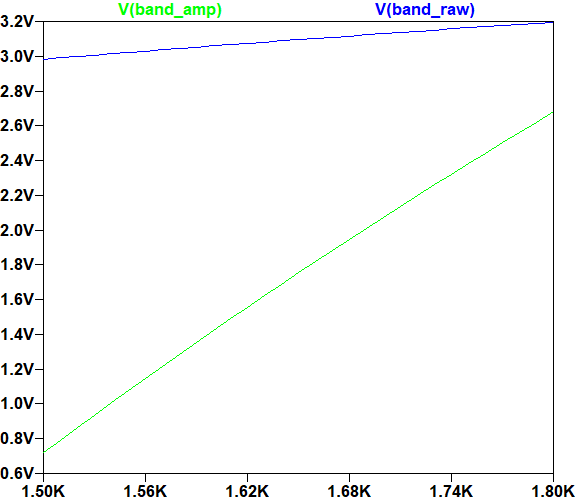 V(band_amp) V(band_raw)
3.2V
3.0V
2.8V
2.6V
2.4V
2.2V
2.0V
1.8V
1.6V
1.4V
1.2V
1.0V
0.8V
0.6V
1.50K 1.56K 1.62K 1.68K 1.74K 1.80K